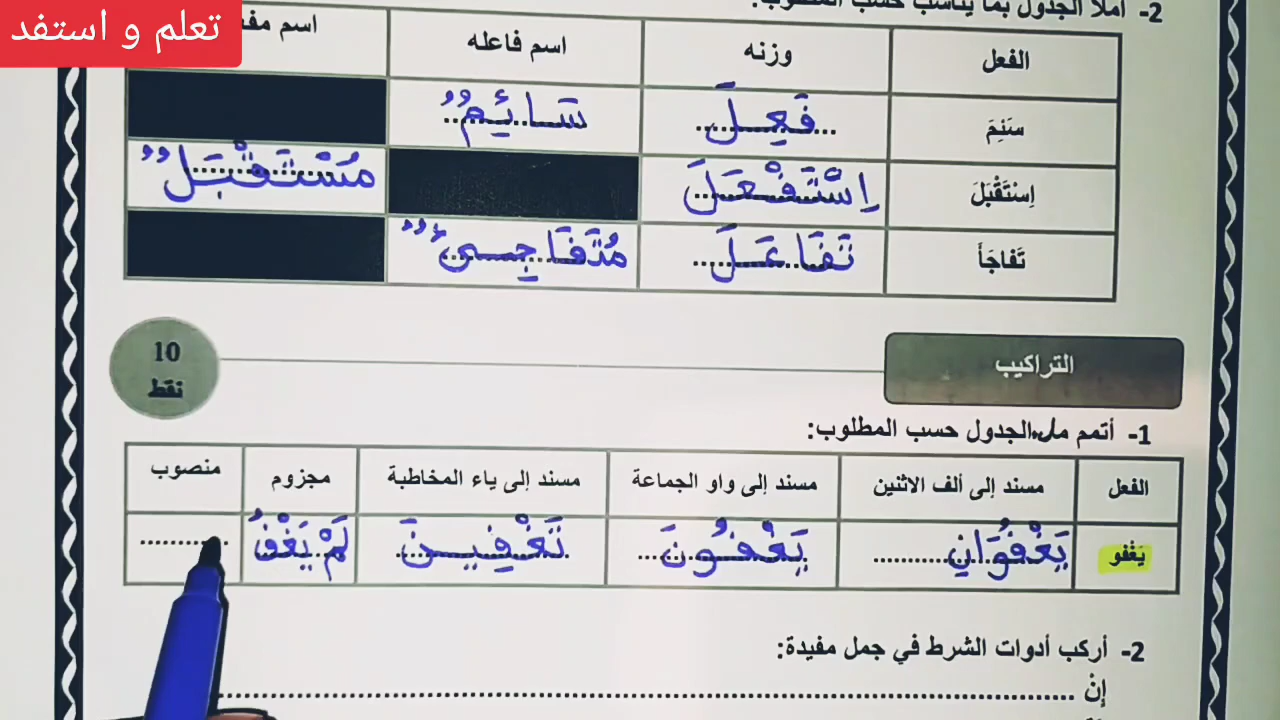 تعلم و استفد
2- املأ الجدول بما يناسب حسب المطلوب:
الفعل وزنه اسم فاعله اسم
سَئِمَ فَعِلَ سَائِمٌ
اِسْتَقْبَلَ اِسْتَفْعَلَ مُسْتَقْبَلٌ
تَفَاجَأَ تَفَاعَلَ مُتَفَاجِئٌ
التراكيب
10
نقط
1- أتمم ملء الجدول حسب المطلوب:
الفعل مسند إلى ألف الاثنين مسند إلى واو الجماعة مسند إلى ياء المخاطبة مجزوم منصوب
يَغْفُو يَغْفُوَانِ يَغْفُونَ تَغْفِينَ لَمْ يَغْفُ
2- أركب أدوات الشرط في جمل مفيدة:
إنْ